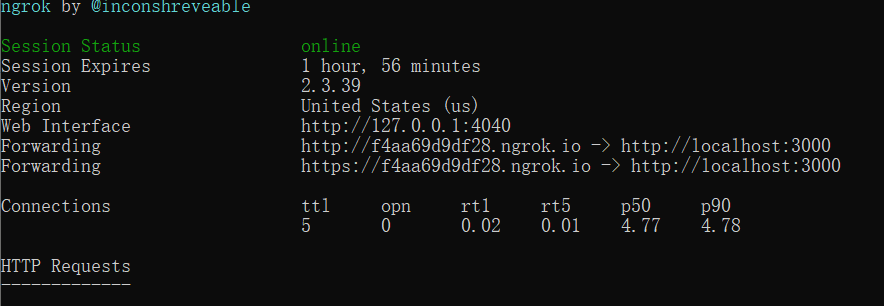 ngrok by @inconshreveable
Session Status online
Session Expires 1 hour, 56 minutes
Version 2.3.39
Region United States (us)
Web Interface http://127.0.0.1:4040
Forwarding http://f4aa69d9df28.ngrok.io -> http://localhost:3000
Forwarding https://f4aa69d9df28.ngrok.io -> http://localhost:3000
Connections ttl opn rt1 rt5 p50 p90
5 0 0.02 0.01 4.77 4.78
HTTP Requests
-------------